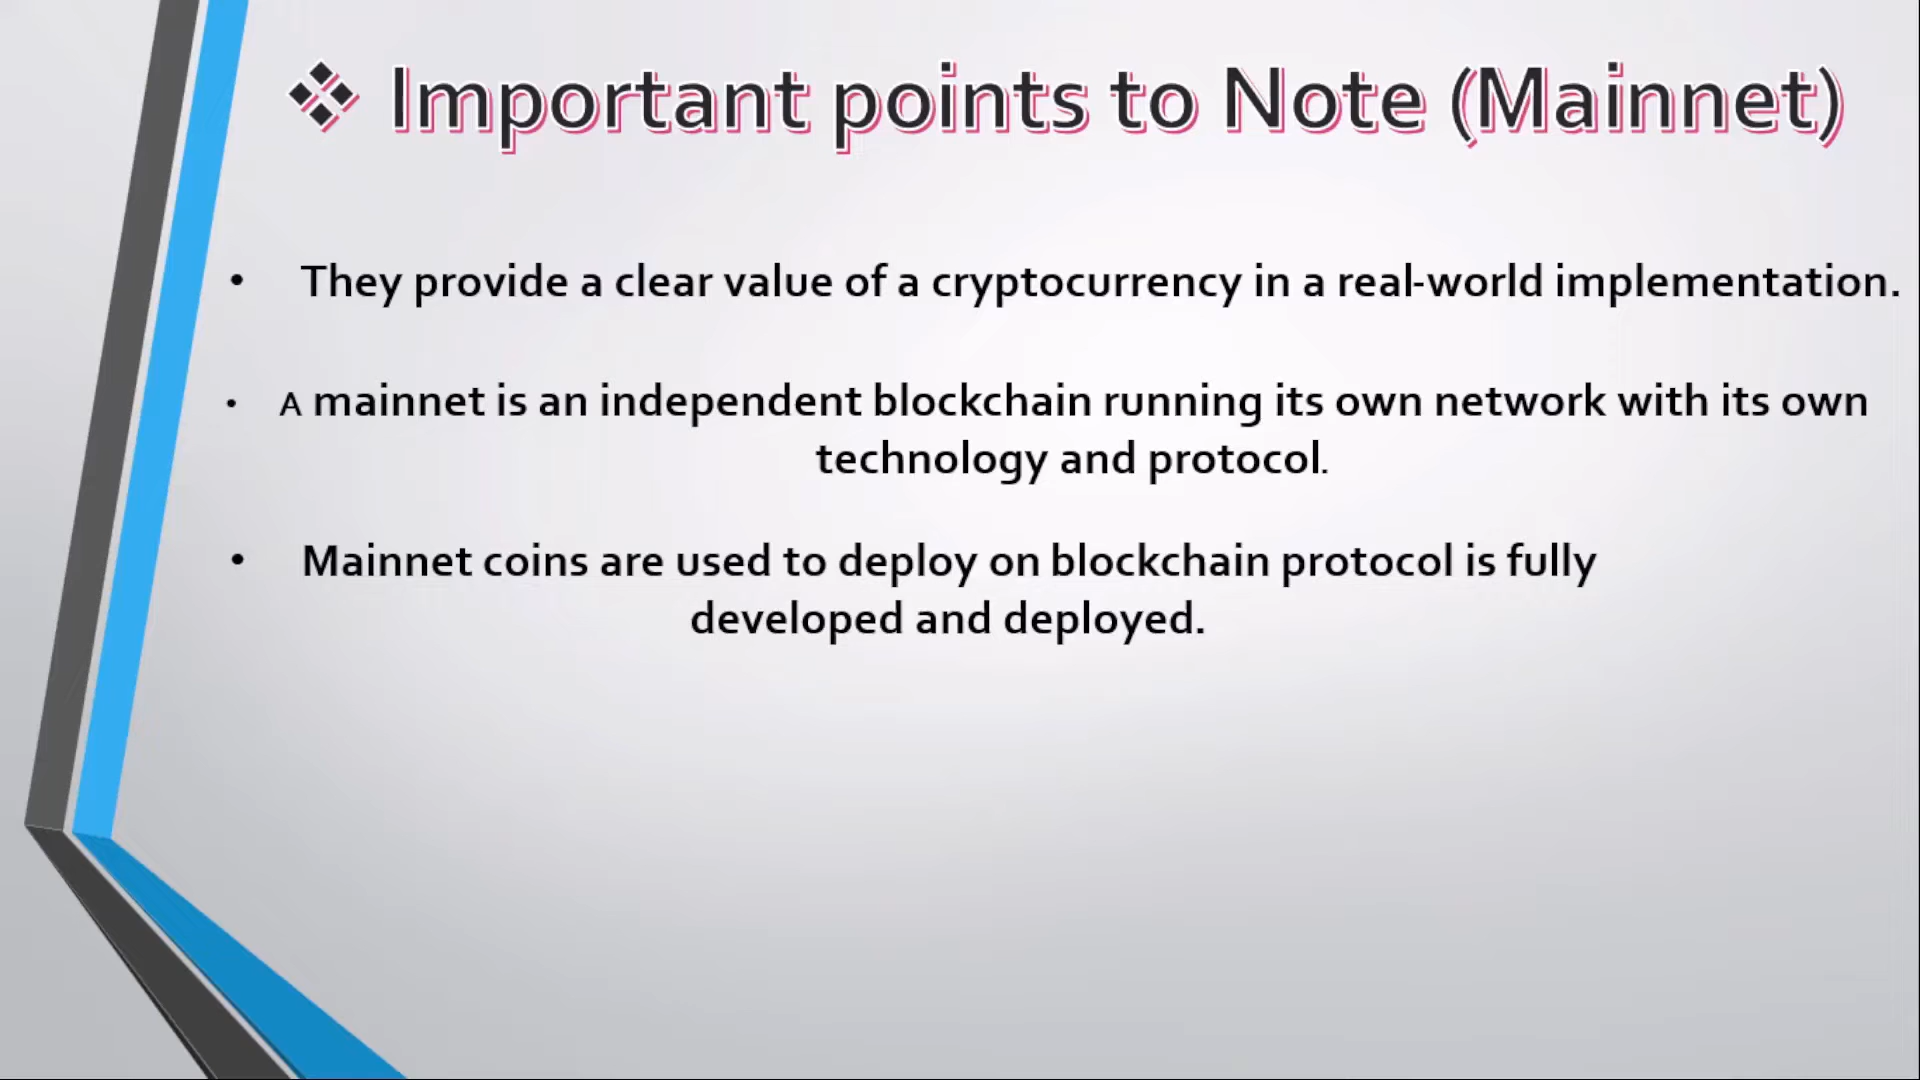 ❖ Important points to Note (Mainnet)
• They provide a clear value of a cryptocurrency in a real-world implementation.
• A mainnet is an independent blockchain running its own network with its own
technology and protocol.
• Mainnet coins are used to deploy on blockchain protocol is fully
developed and deployed.